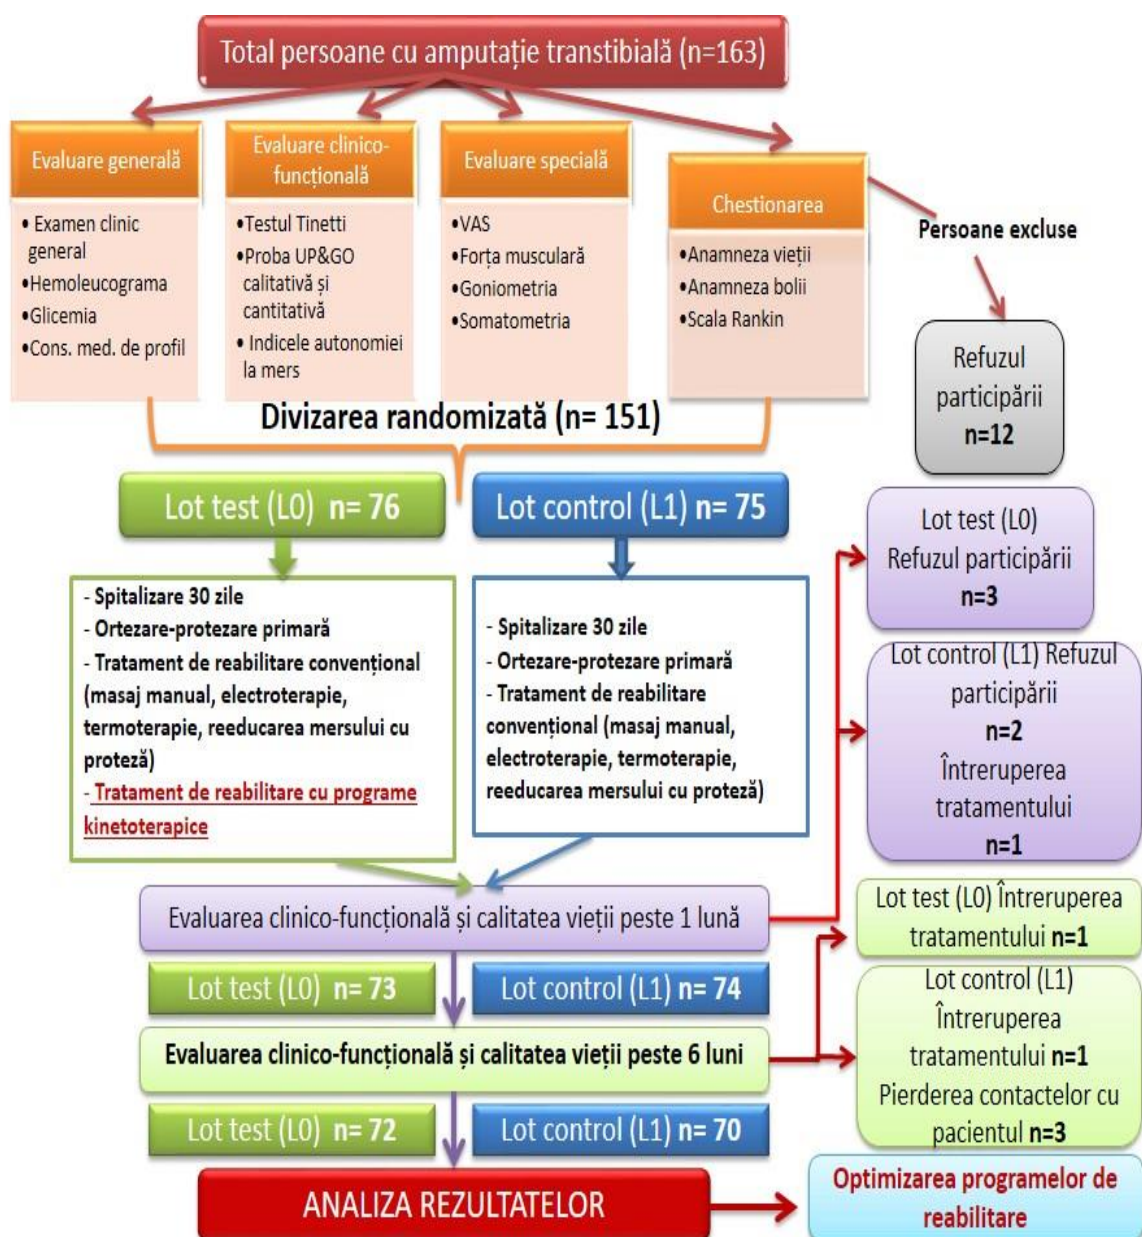 Total persoane cu amputație transtibială (n=163)
Evaluare generală
• Examen clinic
general
•Hemoleucograma
•Glicemia
•Cons. med. de profil
Evaluare clinico-
funcțională
•Testul Tinetti
•Proba UP&GO
calitativă și
cantitativă
• Indicele autonomiei
la mers
Evaluare specială
•VAS
•Forța musculară
•Goniometria
•Somatometria
Chestionarea
•Anamneza vieții
•Anamneza bolii
•Scala Rankin
Persoane excluse
Refuzul
participării
n=12
Divizarea randomizată (n= 151)
Lot test (L0) n= 76
Lot control (L1) n= 75
- Spitalizare 30 zile
- Ortezare-protezare primară
- Tratament de reabilitare convențional
(masaj manual, electroterapie,
termoterapie, reeducarea mersului cu
proteză)
- Tratament de reabilitare cu programe
kinetoterapice
- Spitalizare 30 zile
- Ortezare-protezare primară
- Tratament de reabilitare
convențional (masaj manual,
electroterapie, termoterapie,
reeducarea mersului cu proteză)
Lot test (L0)
Refuzul participării
n=3
Lot control (L1) Refuzul
participării
n=2
Întreruperea
tratamentului
n=1
Evaluarea clinico-funcțională și calitatea vieții peste 1 lună
Lot test (L0) n= 73
Lot control (L1) n= 74
Lot test (L0) Întreruperea
tratamentului n=1
Evaluarea clinico-funcțională și calitatea vieții peste 6 luni
Lot control (L1)
Întreruperea
tratamentului n=1
Pierderea contactelor cu
pacientul n=3
Lot test (L0) n= 72
Lot control (L1) n= 70
ANALIZA REZULTATELOR
Optimizarea programelor de
reabilitare